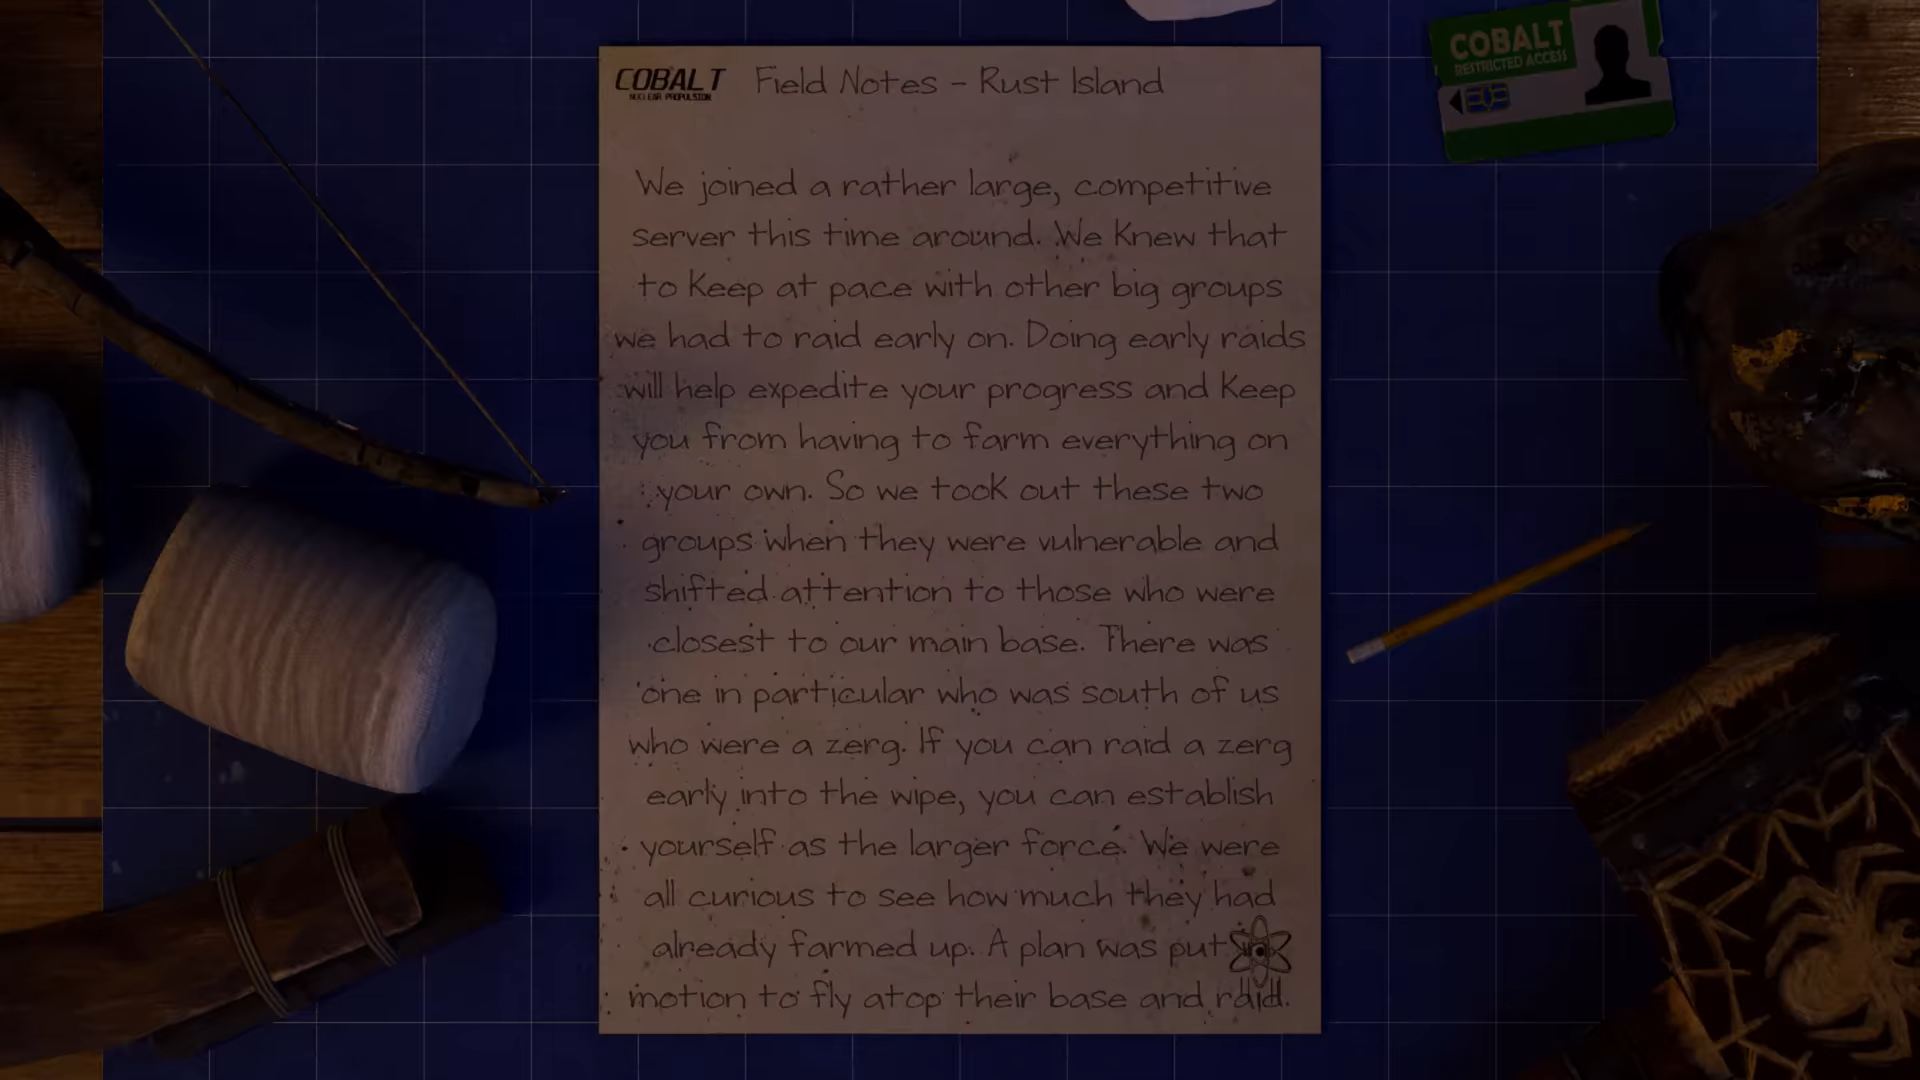 COBALT
NUCLEAR PROPULSION
Field Notes - Rust Island
We joined a rather large, competitive
server this time around. We Knew that
to Keep at pace with other big groups
we had to raid early on. Doing early raids
will help expedite your progress and Keep
you from having to farm everything on
your own. So we took out these two
groups when they were vulnerable and
shifted attention to those who were
closest to our main base. There was
one in particular who was south of us
who were a zerg. If you can raid a zerg
early into the wipe, you can establish
yourself as the larger force. We were
all curious to see how much they had
already farmed up. A plan was put in
motion to fly atop their base and raid.
COBALT
RESTRICTED ACCESS